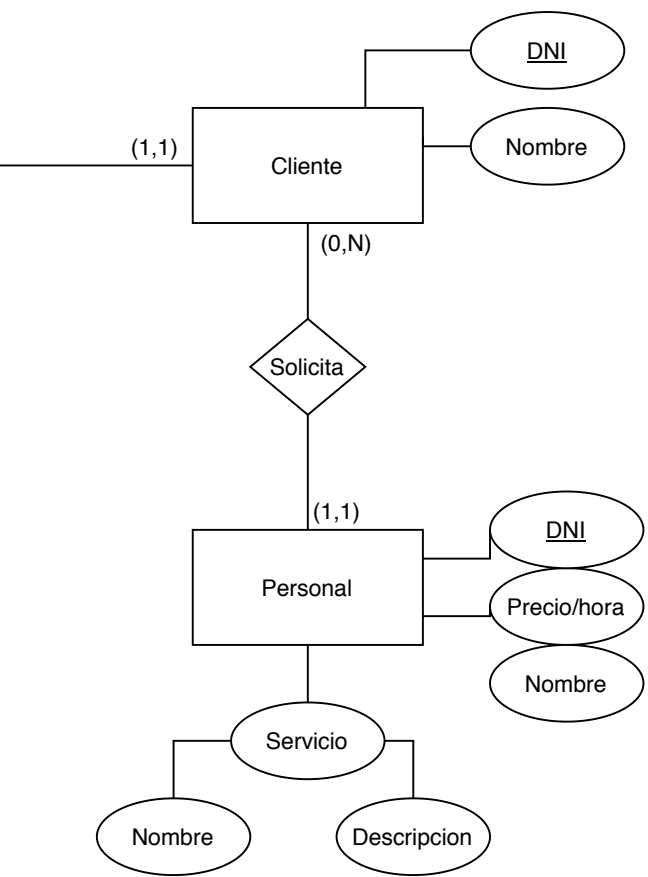 DNI
(1,1)
Cliente
Nombre
(0,N)
Solicita
(1,1)
DNI
Personal
Precio/hora
Nombre
Servicio
Nombre
Descripcion